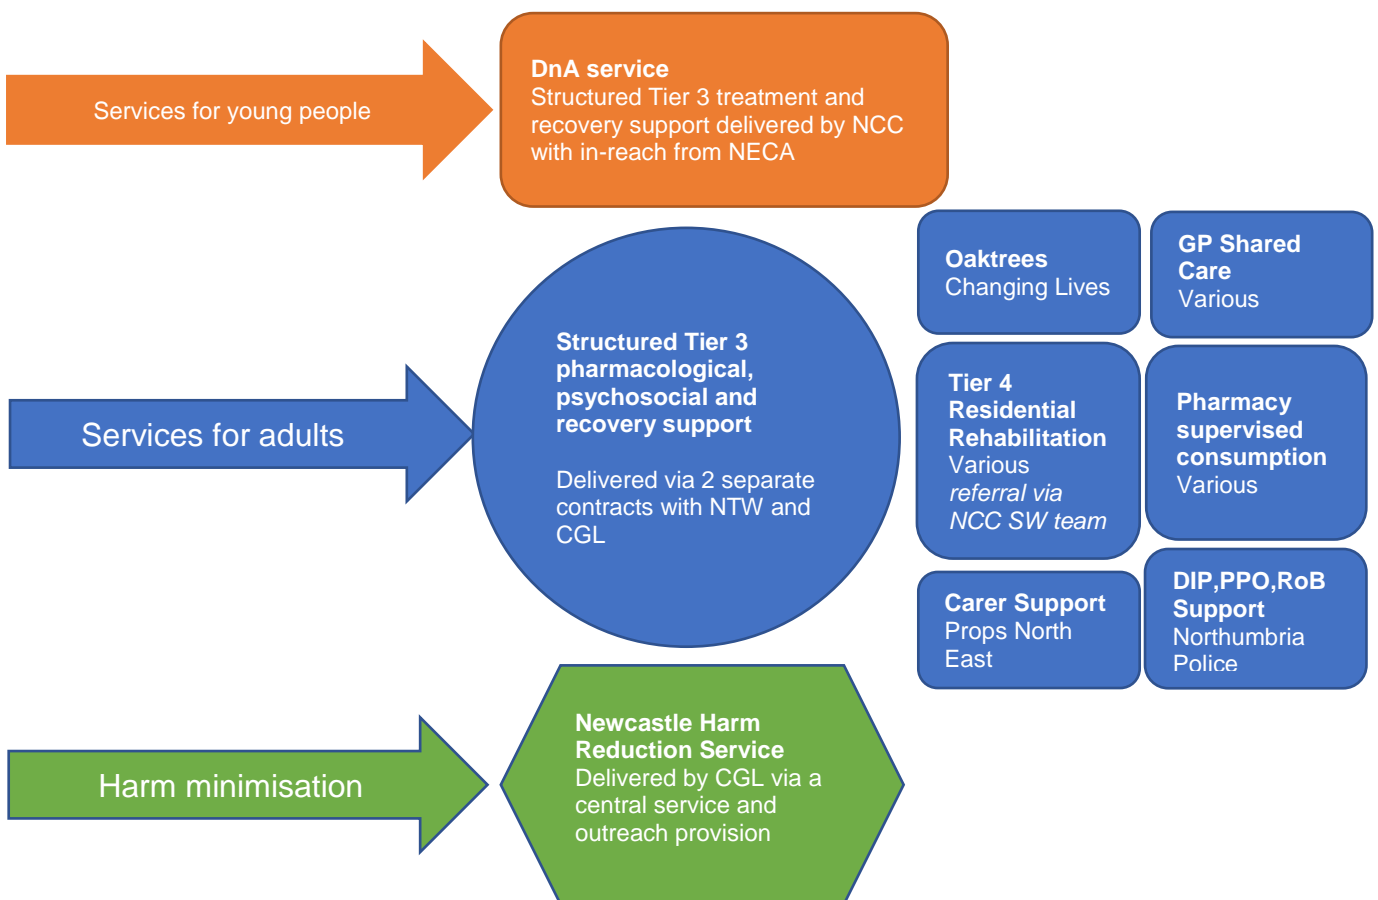 Services for young people
DnA service
Structured Tier 3 treatment and
recovery support delivered by NCC
with in-reach from NECA
Services for adults
Structured Tier 3
pharmacological,
psychosocial and
recovery support
Delivered via 2 separate
contracts with NTW and
CGL
Oaktrees
Changing Lives
GP Shared
Care
Various
Tier 4
Residential
Rehabilitation
Various
referral via
NCC SW team
Pharmacy
supervised
consumption
Various
Carer Support
Props North
East
DIP,PPO,RoB
Support
Northumbria
Police
Harm minimisation
Newcastle Harm
Reduction Service
Delivered by CGL via a
central service and
outreach provision